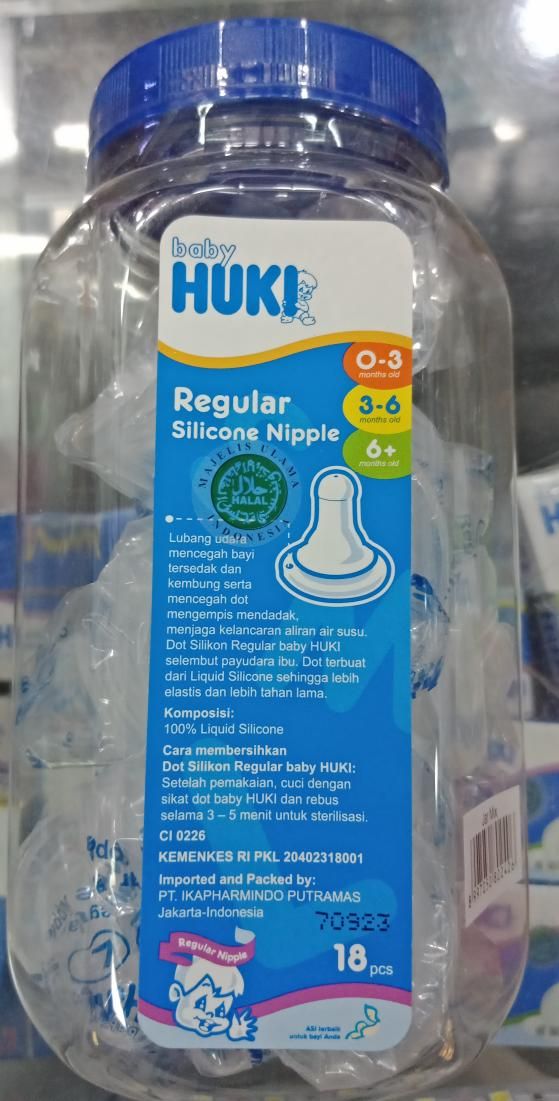 baby
HUKI
0-3
months old
3-6
months old
6+
months old
Regular
Silicone Nipple
MAJELIS ULAMA
حلال
HALAL
INDONESIA
Lubang udara
mencegah bayi
tersedak dan
kembung serta
mencegah dot
mengempis mendadak,
menjaga kelancaran aliran air susu.
Dot Silikon Regular baby HUKI
selembut payudara ibu. Dot terbuat
dari Liquid Silicone sehingga lebih
elastis dan lebih tahan lama.
Komposisi:
100% Liquid Silicone
Cara membersihkan
Dot Silikon Regular baby HUKI:
Setelah pemakaian, cuci dengan
sikat dot baby HUKI dan rebus
selama 3 – 5 menit untuk sterilisasi.
CI 0226
KEMENKES RI PKL 20402318001
Imported and Packed by:
PT. IKAPHARMINDO PUTRAMAS
Jakarta-Indonesia
70923
Regular Nipple
18 pcs
ASI terbaik
untuk bayi Anda
Jar Mix